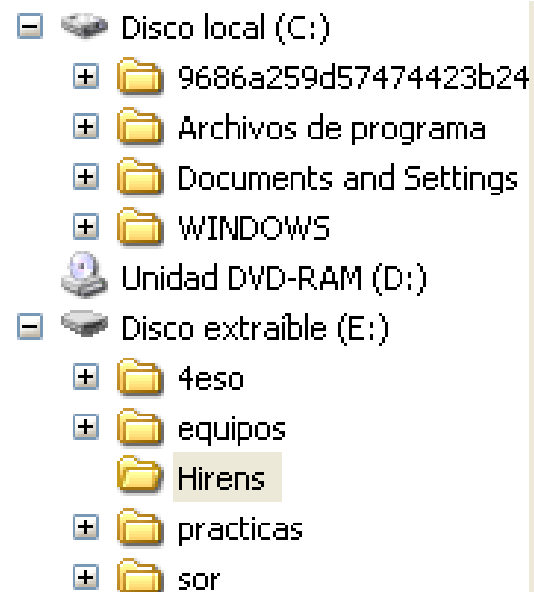 Disco local (C:)
9686a259d57474423b24
Archivos de programa
Documents and Settings
WINDOWS
Unidad DVD-RAM (D:)
Disco extraíble (E:)
4eso
equipos
Hirens
practicas
sor